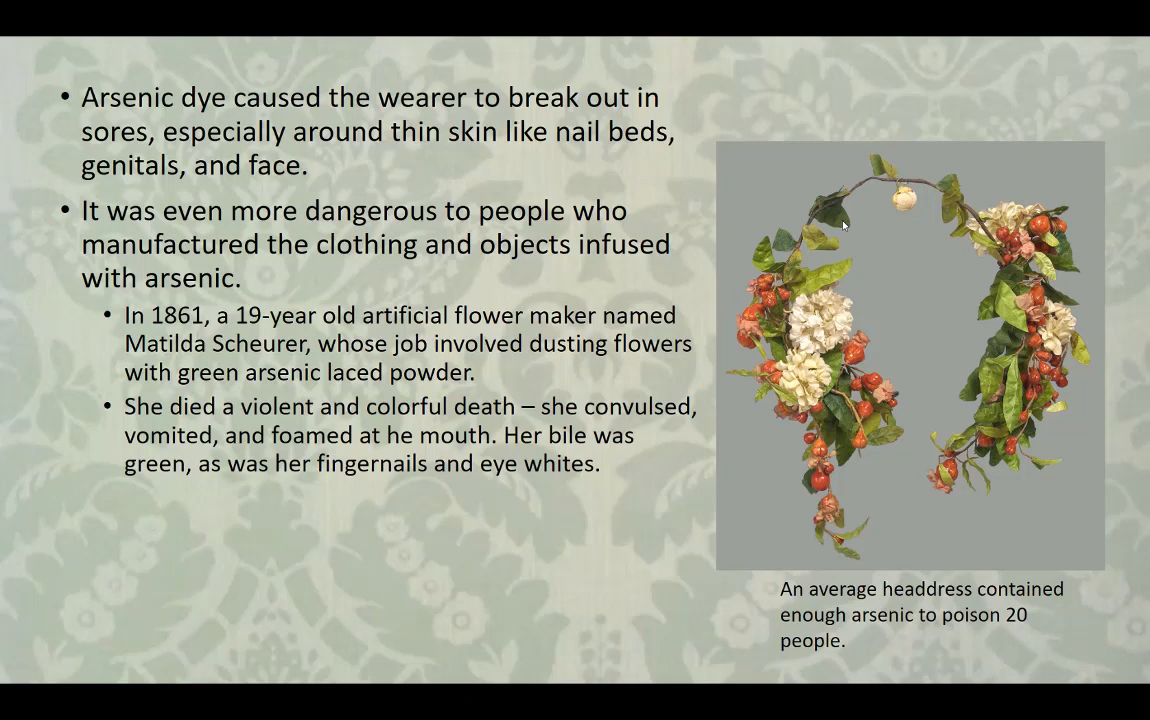 • Arsenic dye caused the wearer to break out in
sores, especially around thin skin like nail beds,
genitals, and face.
• It was even more dangerous to people who
manufactured the clothing and objects infused
with arsenic.
• In 1861, a 19-year old artificial flower maker named
Matilda Scheurer, whose job involved dusting flowers
with green arsenic laced powder.
• She died a violent and colorful death – she convulsed,
vomited, and foamed at he mouth. Her bile was
green, as was her fingernails and eye whites.
An average headdress contained
enough arsenic to poison 20
people.